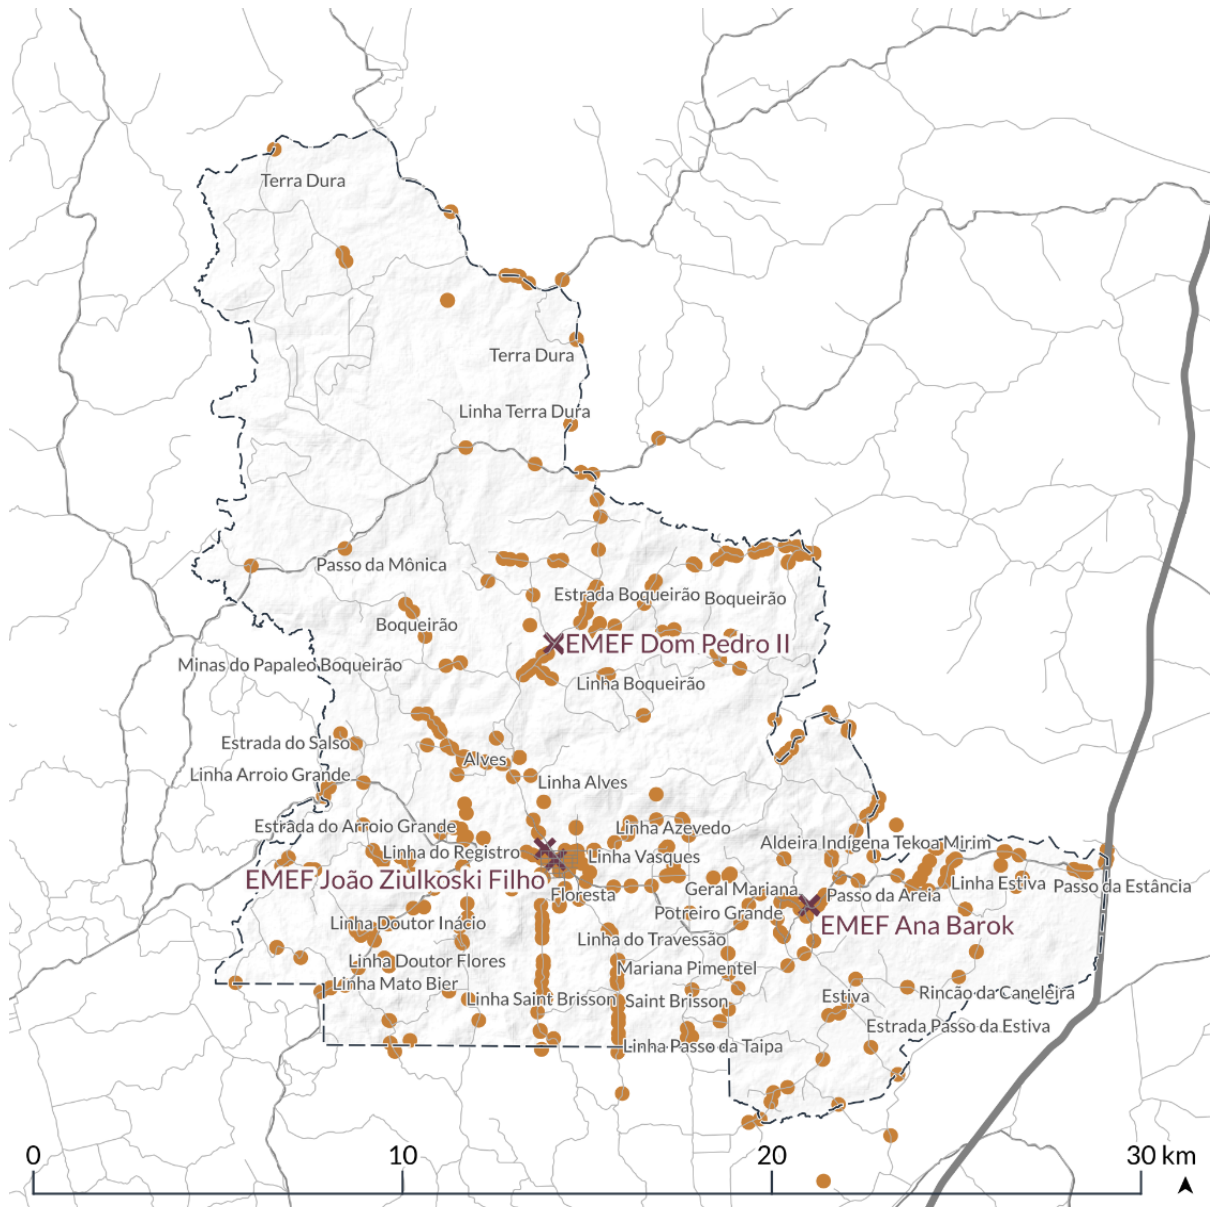 Terra Dura
Terra Dura
Linha Terra Dura
Passo da Mônica
Estrada Boqueirão
Boqueirão
Boqueirão
EMEF Dom Pedro II
Minas do Papaleo
Boqueirão
Linha Boqueirão
Estrada do Salso
Alves
Linha Arroio Grande
Linha Alves
Estrada do Arroio Grande
Linha Azevedo
Aldeira Indígena Tekoa Mirim
Linha do Registro
Linha Vasques
EMEF João Ziulkoski Filho
Floresta
Geral Mariana
Passo da Areia
Linha Estiva
Passo da Estância
Potreiro Grande
EMEF Ana Barok
Linha Doutor Inácio
Linha do Travessão
Linha Doutor Flores
Mariana Pimentel
Linha Mato Bier
Linha Saint Brisson
Saint Brisson
Estiva
Rincão da Caneleira
Estrada Passo da Estiva
Linha Passo da Taipa
0 10 20 30 km